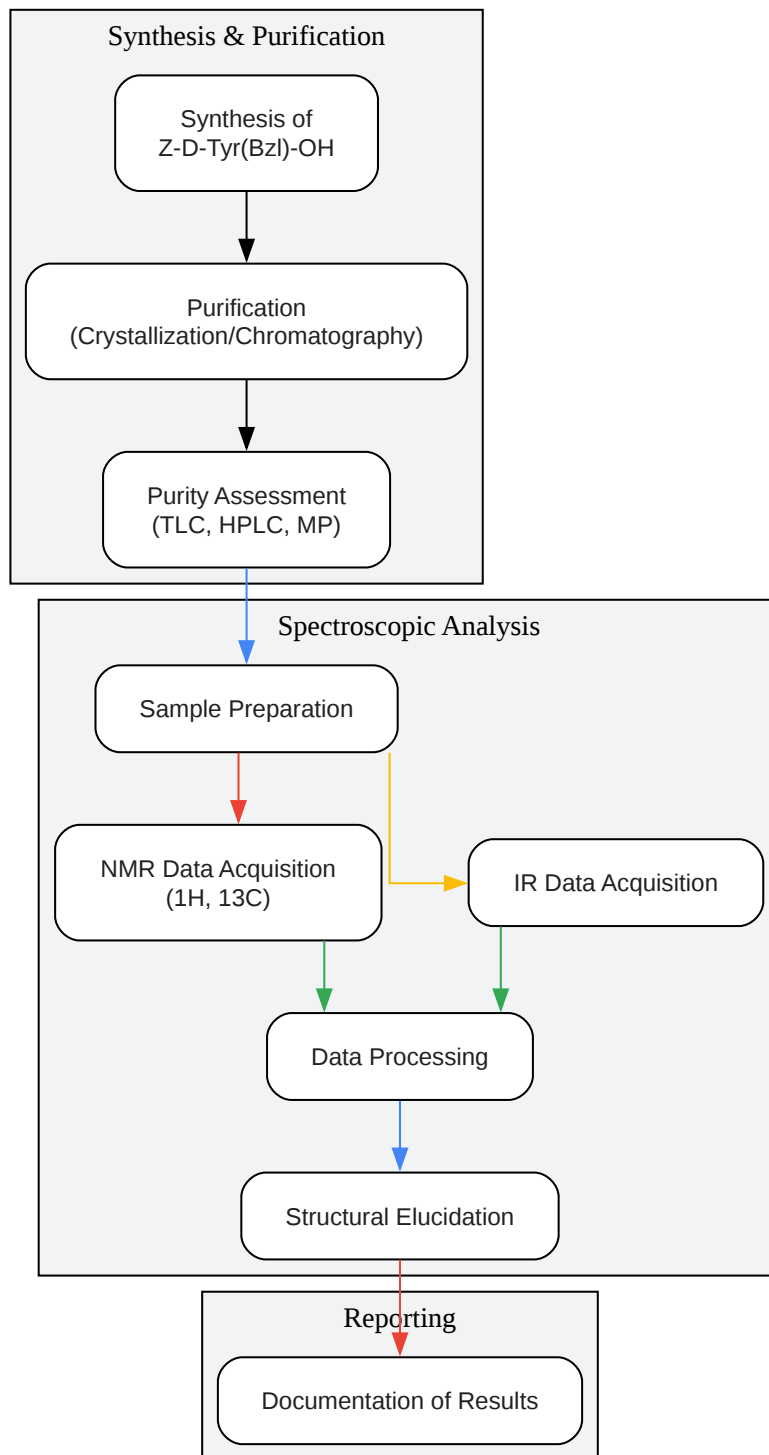 Synthesis & Purification
Synthesis of
Z-D-Tyr(Bzl)-OH
Purification
(Crystallization/Chromatography)
Purity Assessment
(TLC, HPLC, MP)
Spectroscopic Analysis
Sample Preparation
NMR Data Acquisition
(1H, 13C)
IR Data Acquisition
Data Processing
Structural Elucidation
Reporting
Documentation of Results